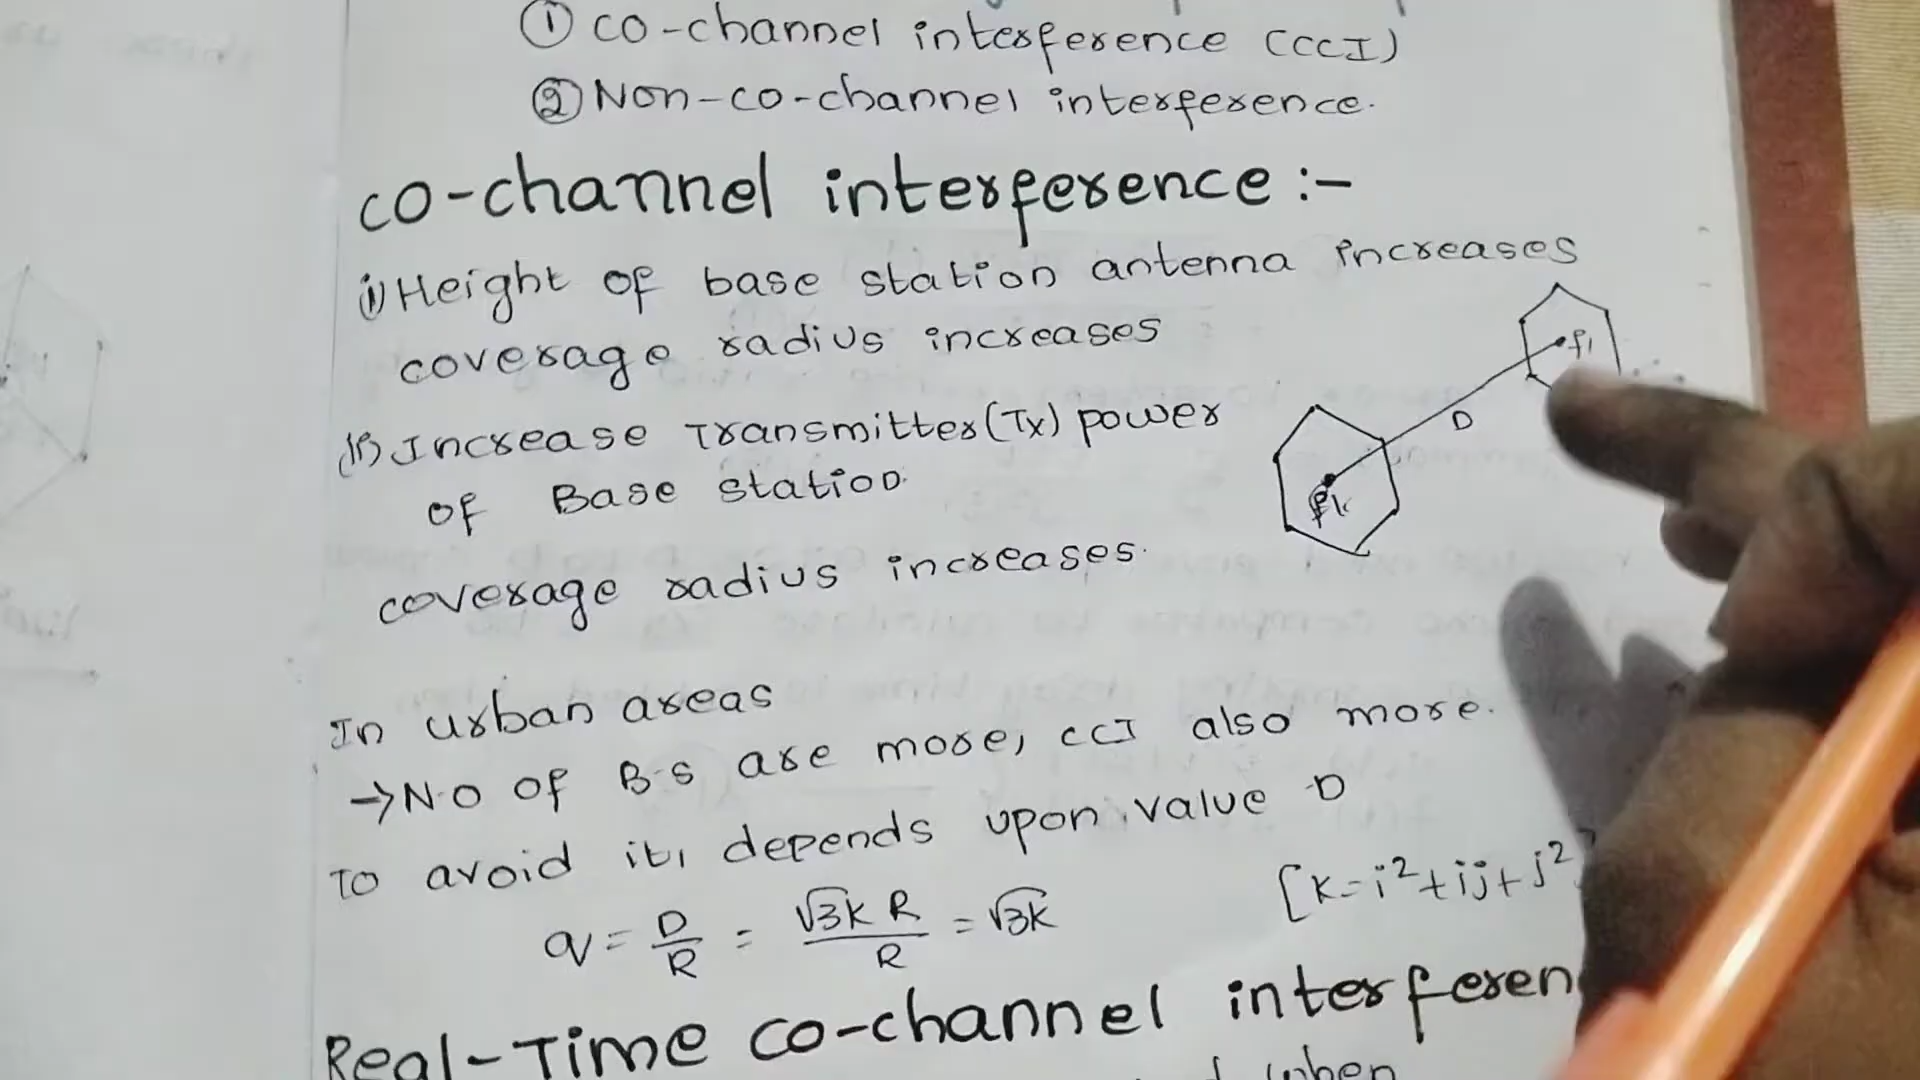 ① co-channel interference (CCI)
② Non-co-channel interference.
co-channel interference :-
i) Height of base station antenna increases
coverage radius increases
f1
D
ii) Increase Transmitter (Tx) power
of Base station.
f1
coverage radius increases.
In urban areas
→ N.O of B.S are more, CCI also more.
To avoid it, depends upon value D
q = D/R = √3K R/R = √3K
[K = i²+ij+j²
Real-Time co-channel interferen
when